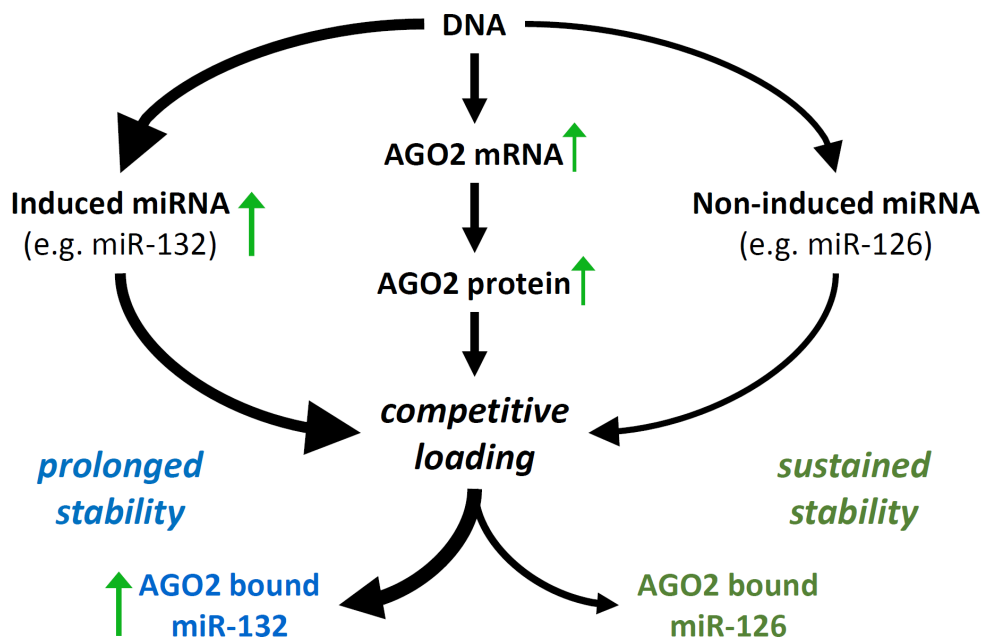 DNA
AGO2 mRNA
Induced miRNA
(e.g. miR-132)
Non-induced miRNA
(e.g. miR-126)
AGO2 protein
competitive
loading
prolonged
stability
sustained
stability
AGO2 bound
miR-132
AGO2 bound
miR-126